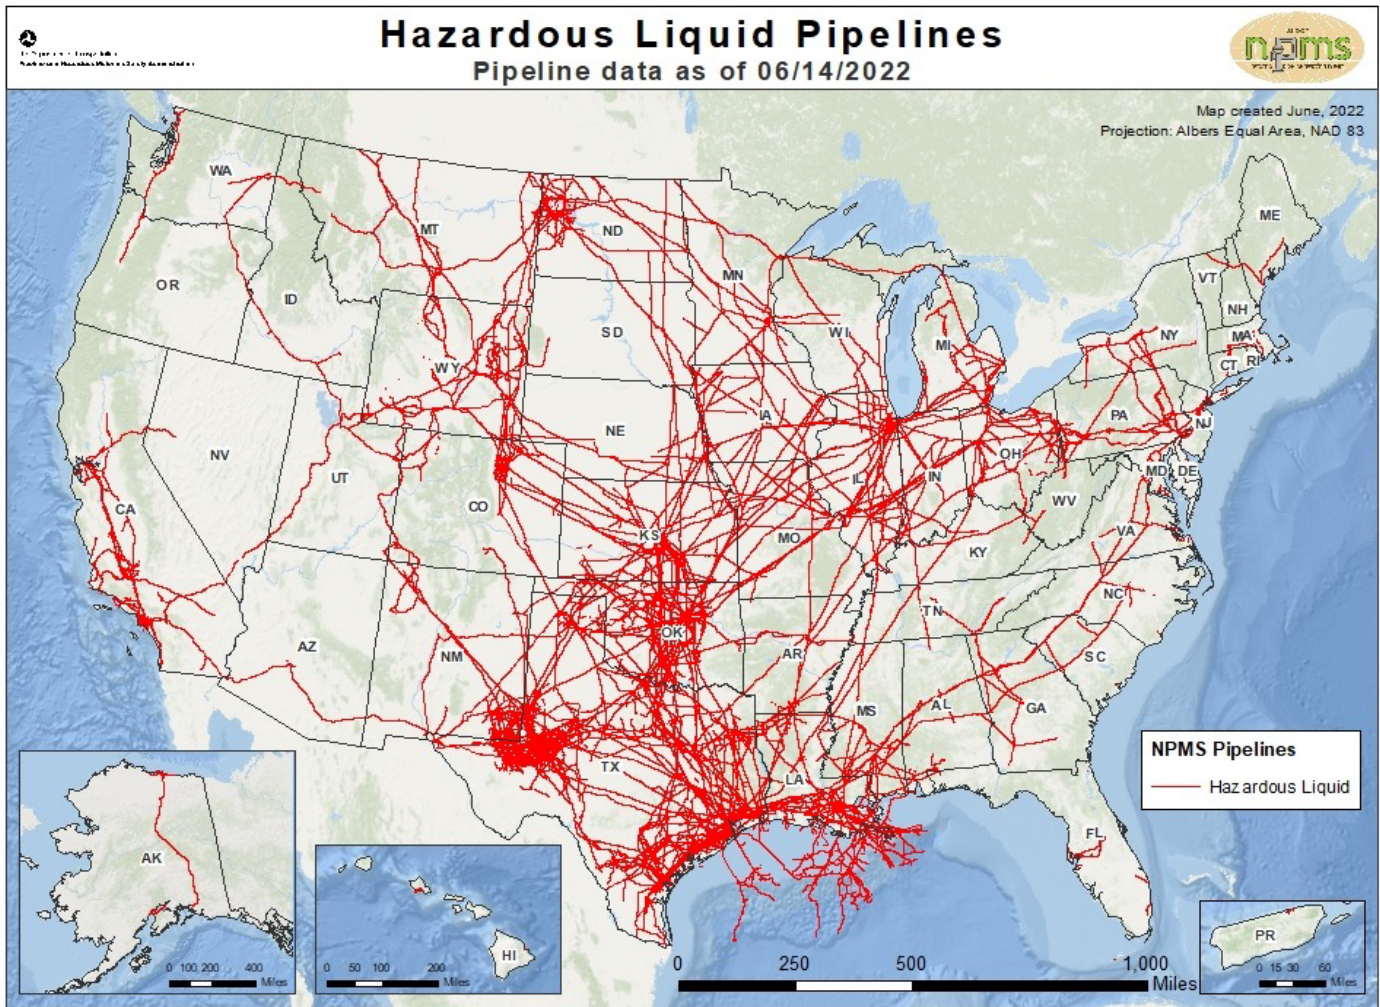 Hazardous Liquid Pipelines
Pipeline data as of 06/14/2022
npms
Map created June, 2022
Projection: Albers Equal Area, NAD 83
WA
MT
ND
MN
ME
VT
NH
OR
ID
SD
WI
MI
NY
MA
CT
RI
WY
IA
NE
PA
NJ
NV
UT
CO
IL
IN
OH
MD
DE
WV
CA
KS
MO
KY
VA
AZ
NM
OK
AR
TN
NC
SC
TX
LA
MS
AL
GA
FL
NPMS Pipelines
Hazardous Liquid
AK
0 100 200 400
Miles
HI
0 50 100 200
Miles
0 250 500 1,000
Miles
PR
0 15 30 60
Miles